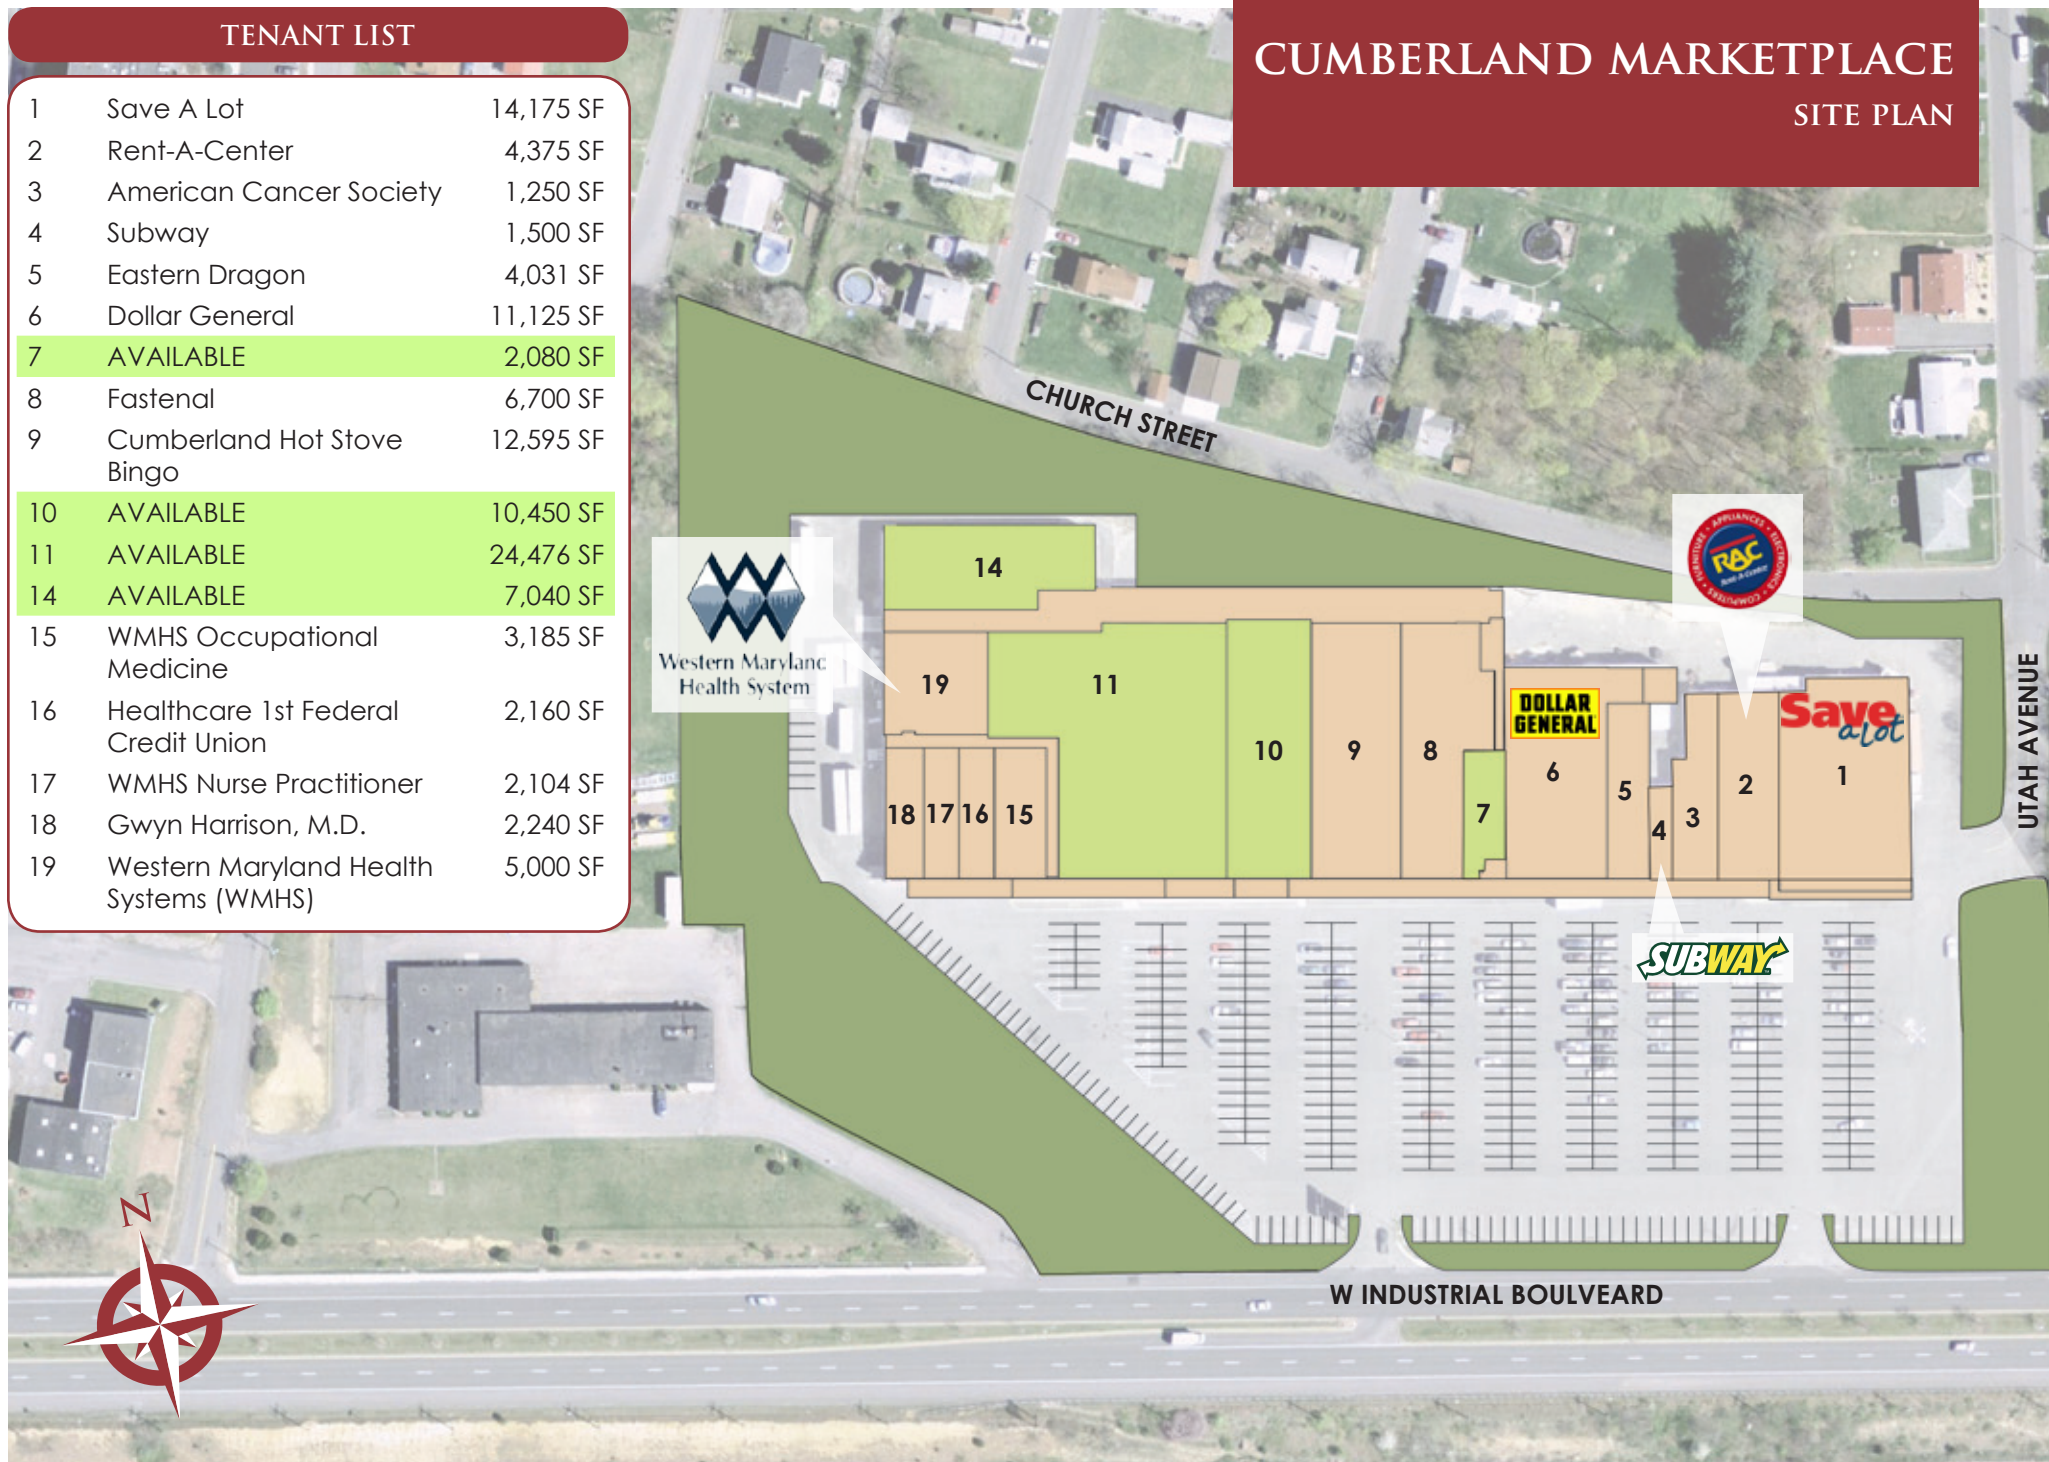 TENANT LIST
1 Save A Lot 14,175 SF
2 Rent-A-Center 4,375 SF
3 American Cancer Society 1,250 SF
4 Subway 1,500 SF
5 Eastern Dragon 4,031 SF
6 Dollar General 11,125 SF
7 AVAILABLE 2,080 SF
8 Fastenal 6,700 SF
9 Cumberland Hot Stove 12,595 SF
Bingo
10 AVAILABLE 10,450 SF
11 AVAILABLE 24,476 SF
14 AVAILABLE 7,040 SF
15 WMHS Occupational 3,185 SF
Medicine
16 Healthcare 1st Federal 2,160 SF
Credit Union
17 WMHS Nurse Practitioner 2,104 SF
18 Gwyn Harrison, M.D. 2,240 SF
19 Western Maryland Health 5,000 SF
Systems (WMHS)
CUMBERLAND MARKETPLACE
SITE PLAN
CHURCH STREET
UTAH AVENUE
W INDUSTRIAL BOULVEARD
Western Maryland
Health System
APPLIANCES • ELECTRONICS • COMPUTERS • FURNITURE
RAC
RENT-A-CENTER
DOLLAR
GENERAL
Save
a lot
SUBWAY
14
19
11
10
9
8
7
6
5
4
3
2
1
18
17
16
15
N